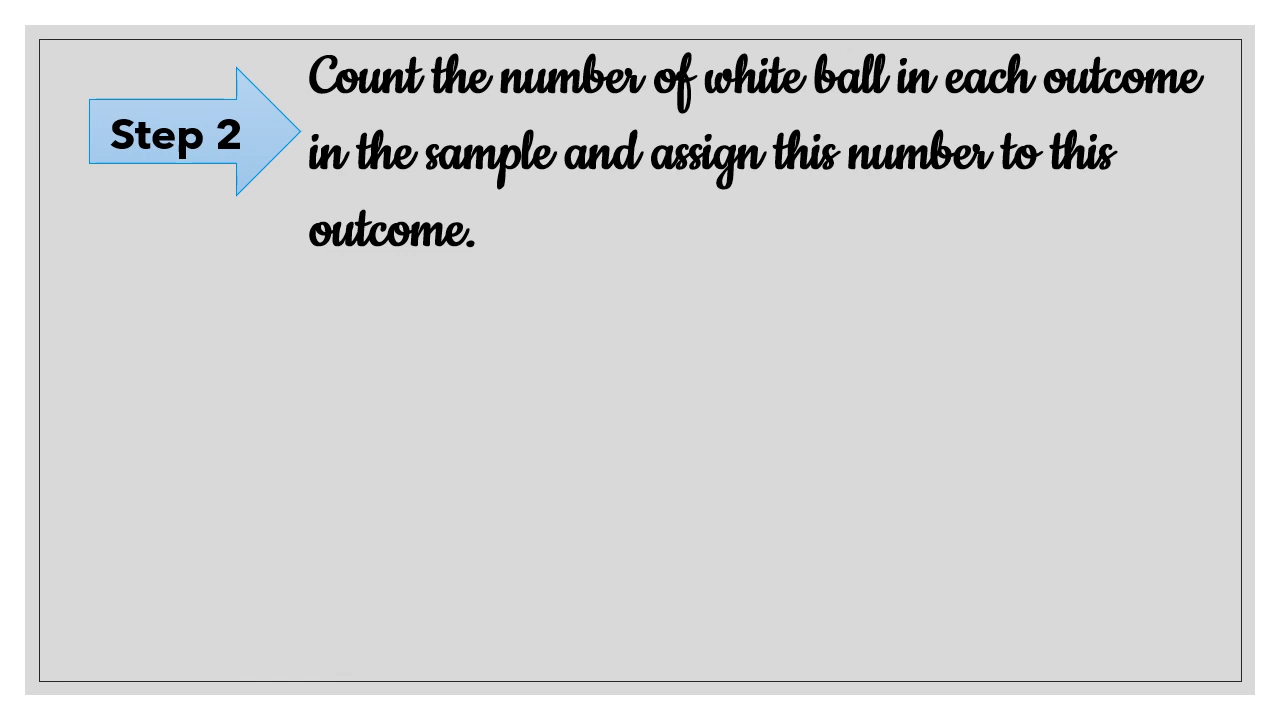 Step 2
Count the number of white ball in each outcome
in the sample and assign this number to this
outcome.